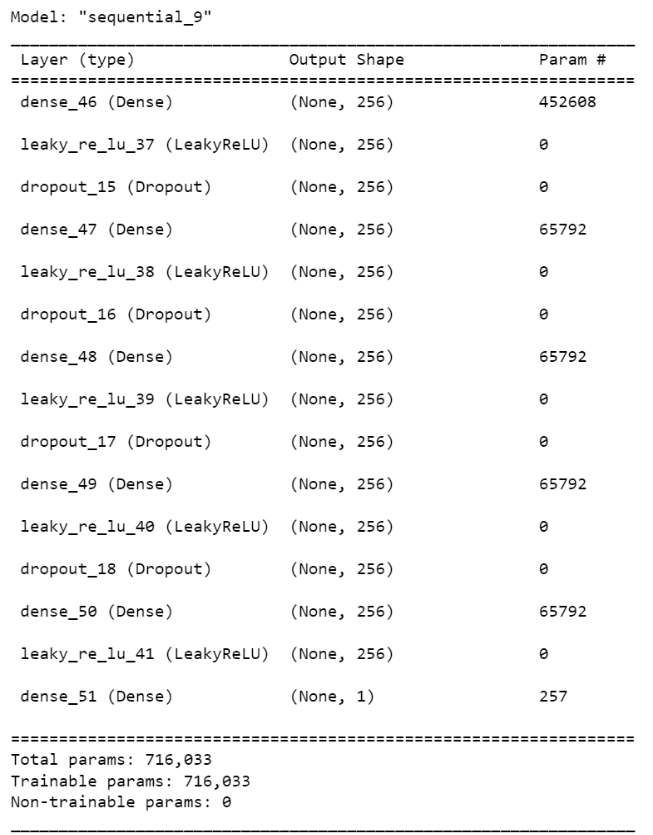 Model: "sequential_9"
Layer (type) Output Shape Param #
dense_46 (Dense) (None, 256) 452608
leaky_re_lu_37 (LeakyReLU) (None, 256) 0
dropout_15 (Dropout) (None, 256) 0
dense_47 (Dense) (None, 256) 65792
leaky_re_lu_38 (LeakyReLU) (None, 256) 0
dropout_16 (Dropout) (None, 256) 0
dense_48 (Dense) (None, 256) 65792
leaky_re_lu_39 (LeakyReLU) (None, 256) 0
dropout_17 (Dropout) (None, 256) 0
dense_49 (Dense) (None, 256) 65792
leaky_re_lu_40 (LeakyReLU) (None, 256) 0
dropout_18 (Dropout) (None, 256) 0
dense_50 (Dense) (None, 256) 65792
leaky_re_lu_41 (LeakyReLU) (None, 256) 0
dense_51 (Dense) (None, 1) 257
Total params: 716,033
Trainable params: 716,033
Non-trainable params: 0